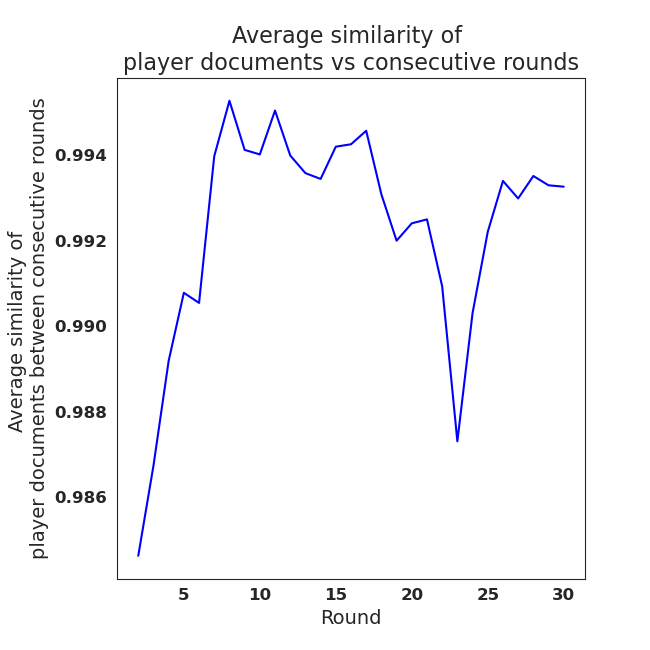 Average similarity of
player documents vs consecutive rounds
Average similarity of
player documents between consecutive rounds
0.994
0.992
0.990
0.988
0.986
5 10 15 20 25 30
Round